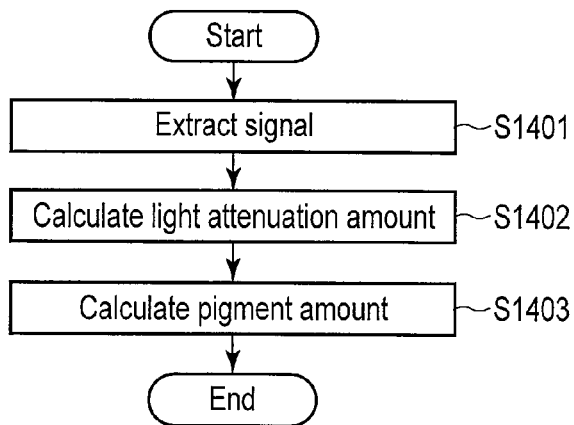 Start
Extract signal S1401
Calculate light attenuation amount S1402
Calculate pigment amount S1403
End